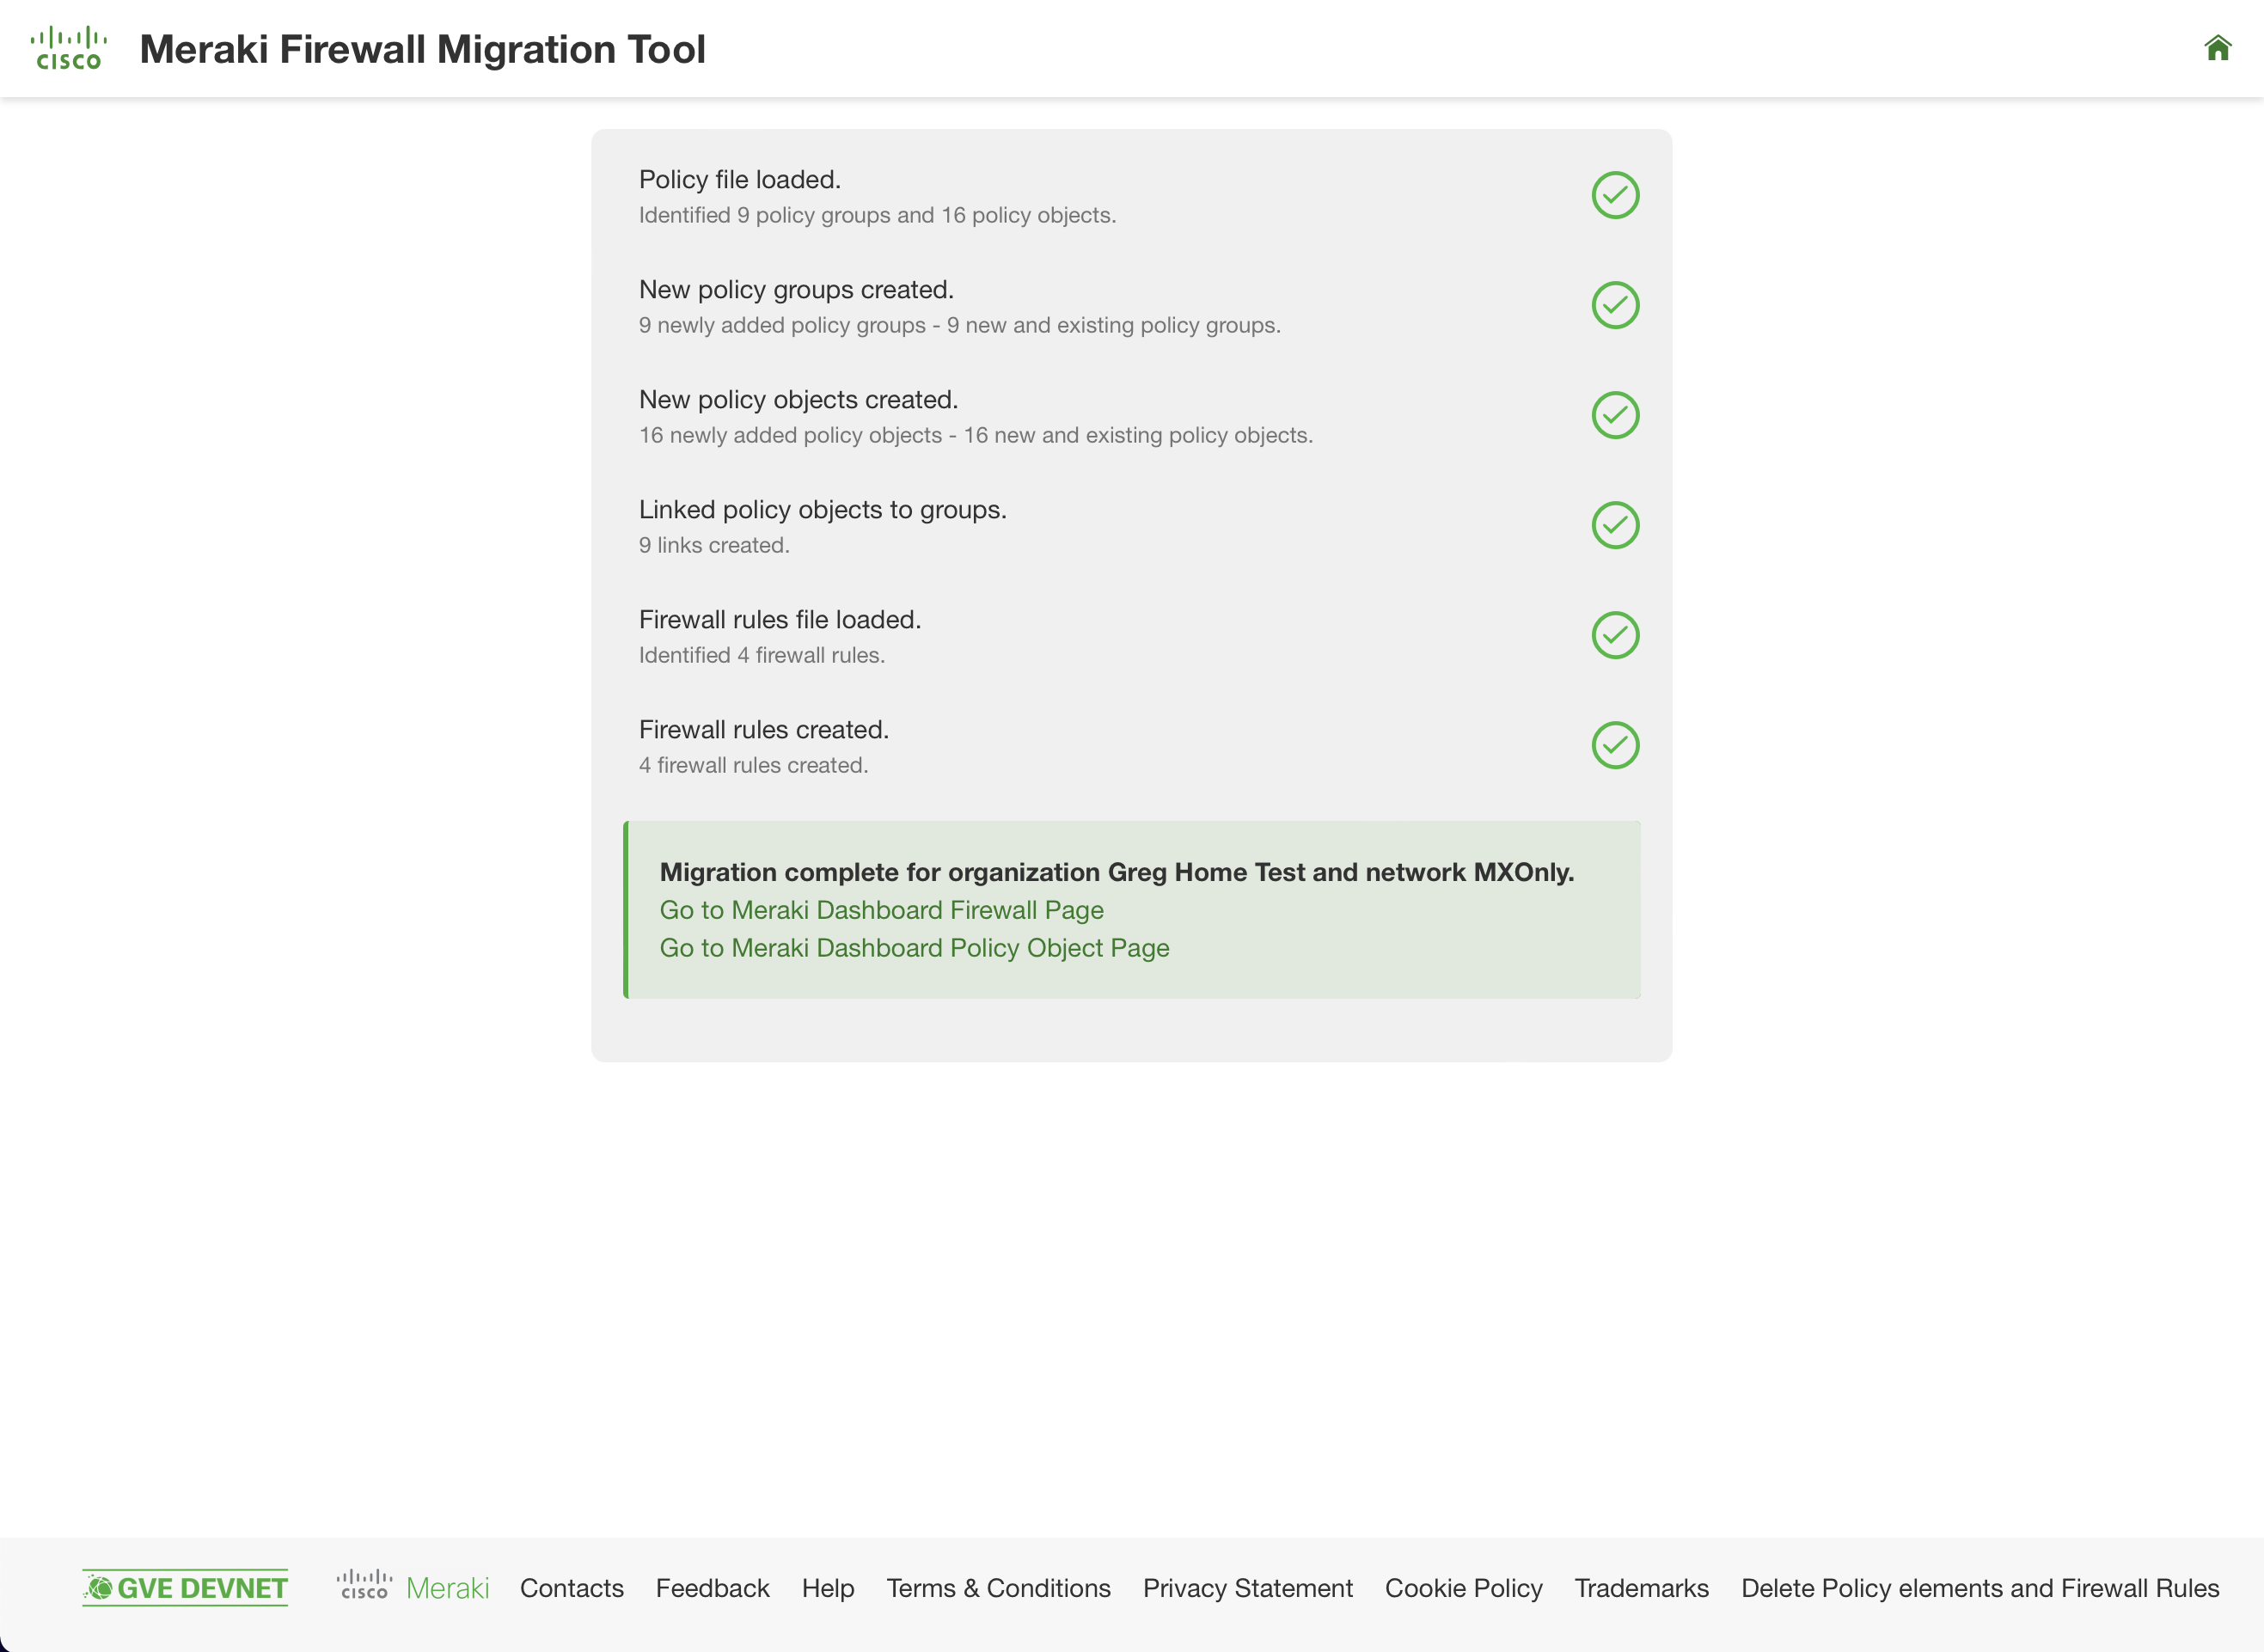 CISCO
Meraki Firewall Migration Tool
Policy file loaded.
Identified 9 policy groups and 16 policy objects.
New policy groups created.
9 newly added policy groups - 9 new and existing policy groups.
New policy objects created.
16 newly added policy objects - 16 new and existing policy objects.
Linked policy objects to groups.
9 links created.
Firewall rules file loaded.
Identified 4 firewall rules.
Firewall rules created.
4 firewall rules created.
Migration complete for organization Greg Home Test and network MXOnly.
Go to Meraki Dashboard Firewall Page
Go to Meraki Dashboard Policy Object Page
GVE DEVNET CISCO Meraki Contacts Feedback Help Terms & Conditions Privacy Statement Cookie Policy Trademarks Delete Policy elements and Firewall Rules